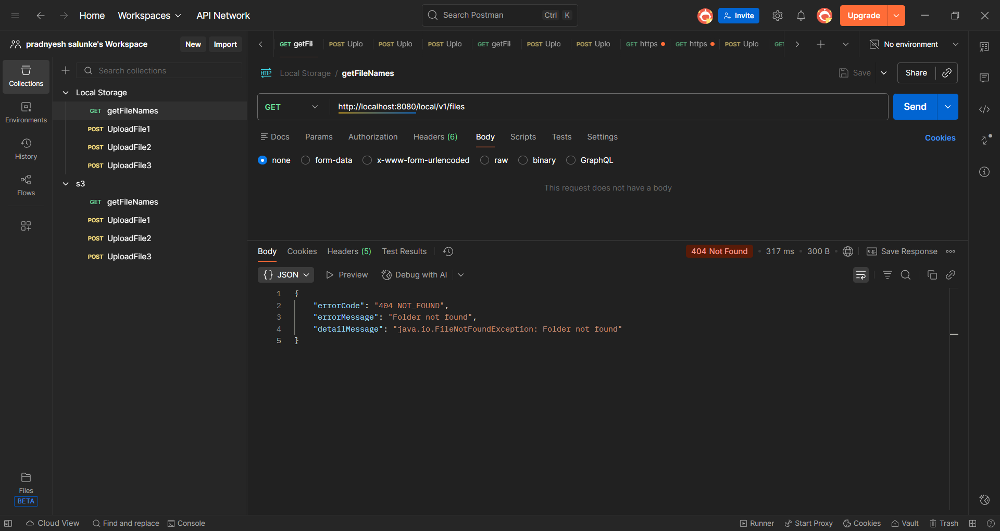 Home Workspaces API Network Search Postman Ctrl K Invite Upgrade
pradnyesh salunke's Workspace New Import
GET getFil POST Uplo POST Uplo POST Uplo GET getFil POST Uplo POST Uplo GET https GET https POST Uplo GET No environment
Collections
Environments
History
Flows
Files
BETA
Search collections
Local Storage
GET getFileNames
POST UploadFile1
POST UploadFile2
POST UploadFile3
s3
GET getFileNames
POST UploadFile1
POST UploadFile2
POST UploadFile3
HTTP Local Storage / getFileNames Save Share
GET http://localhost:8080/local/v1/files Send
Docs Params Authorization Headers (6) Body Scripts Tests Settings Cookies
none form-data x-www-form-urlencoded raw binary GraphQL
This request does not have a body
Body Cookies Headers (5) Test Results 404 Not Found • 317 ms • 300 B • e.g. Save Response
{} JSON Preview Debug with AI
1 {
2 "errorCode": "404 NOT_FOUND",
3 "errorMessage": "Folder not found",
4 "detailMessage": "java.io.FileNotFoundException: Folder not found"
5 }
Cloud View Find and replace Console Runner Start Proxy Cookies Vault Trash